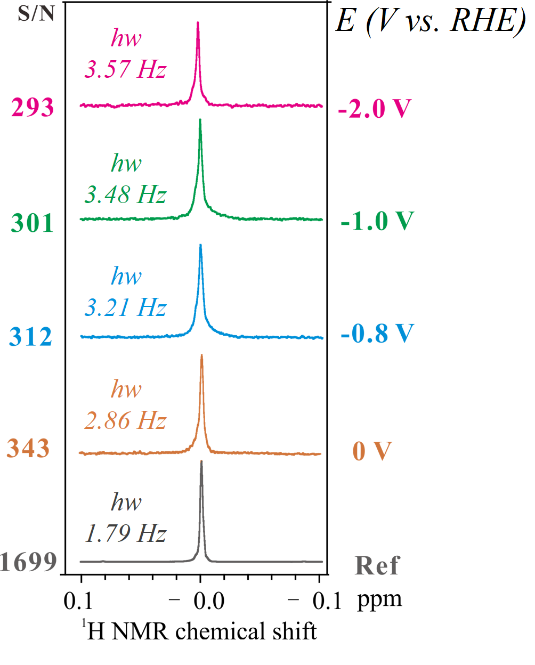 S/N
E (V vs. RHE)
hw
3.57 Hz
293
-2.0 V
hw
3.48 Hz
301
-1.0 V
hw
3.21 Hz
312
-0.8 V
hw
2.86 Hz
343
0 V
hw
1.79 Hz
1699
Ref
0.1 − 0.0 − 0.1 ppm
¹H NMR chemical shift